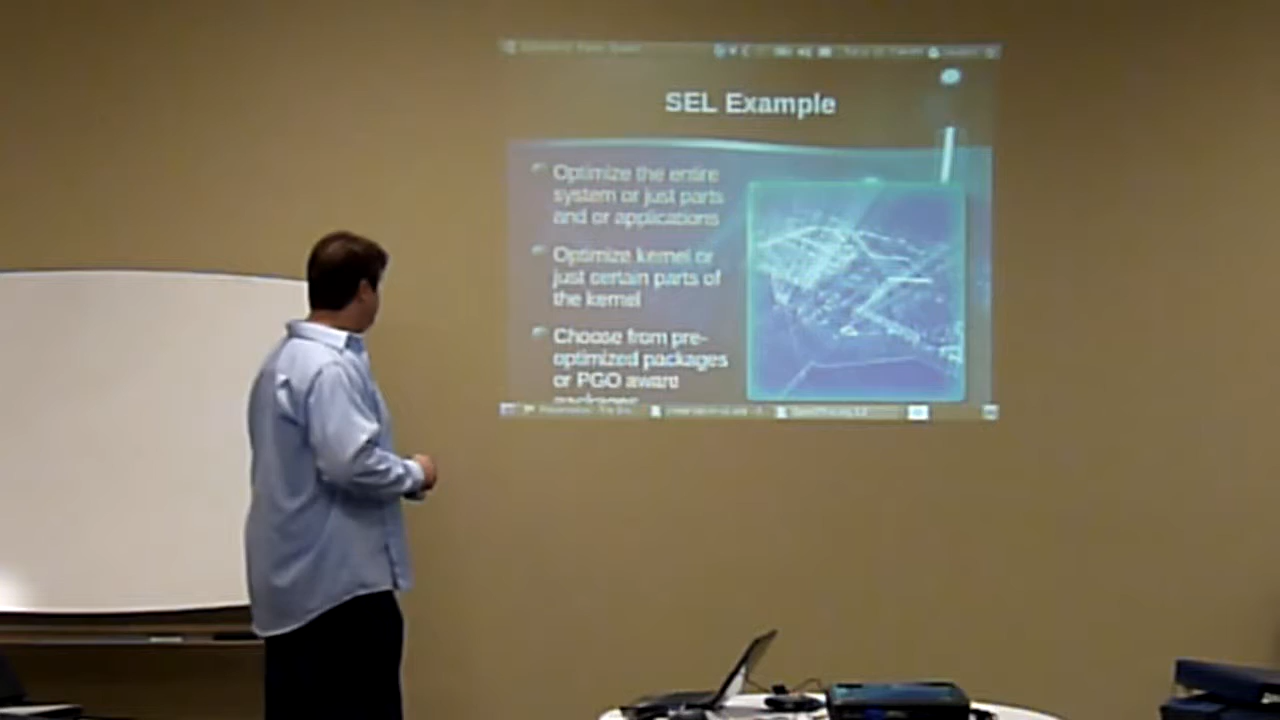 SEL Example
Optimize the entire
system or just parts
and or applications
Optimize kernel or
just certain parts of
the kernel
Choose from pre-
optimized packages
or PGO aware
packages